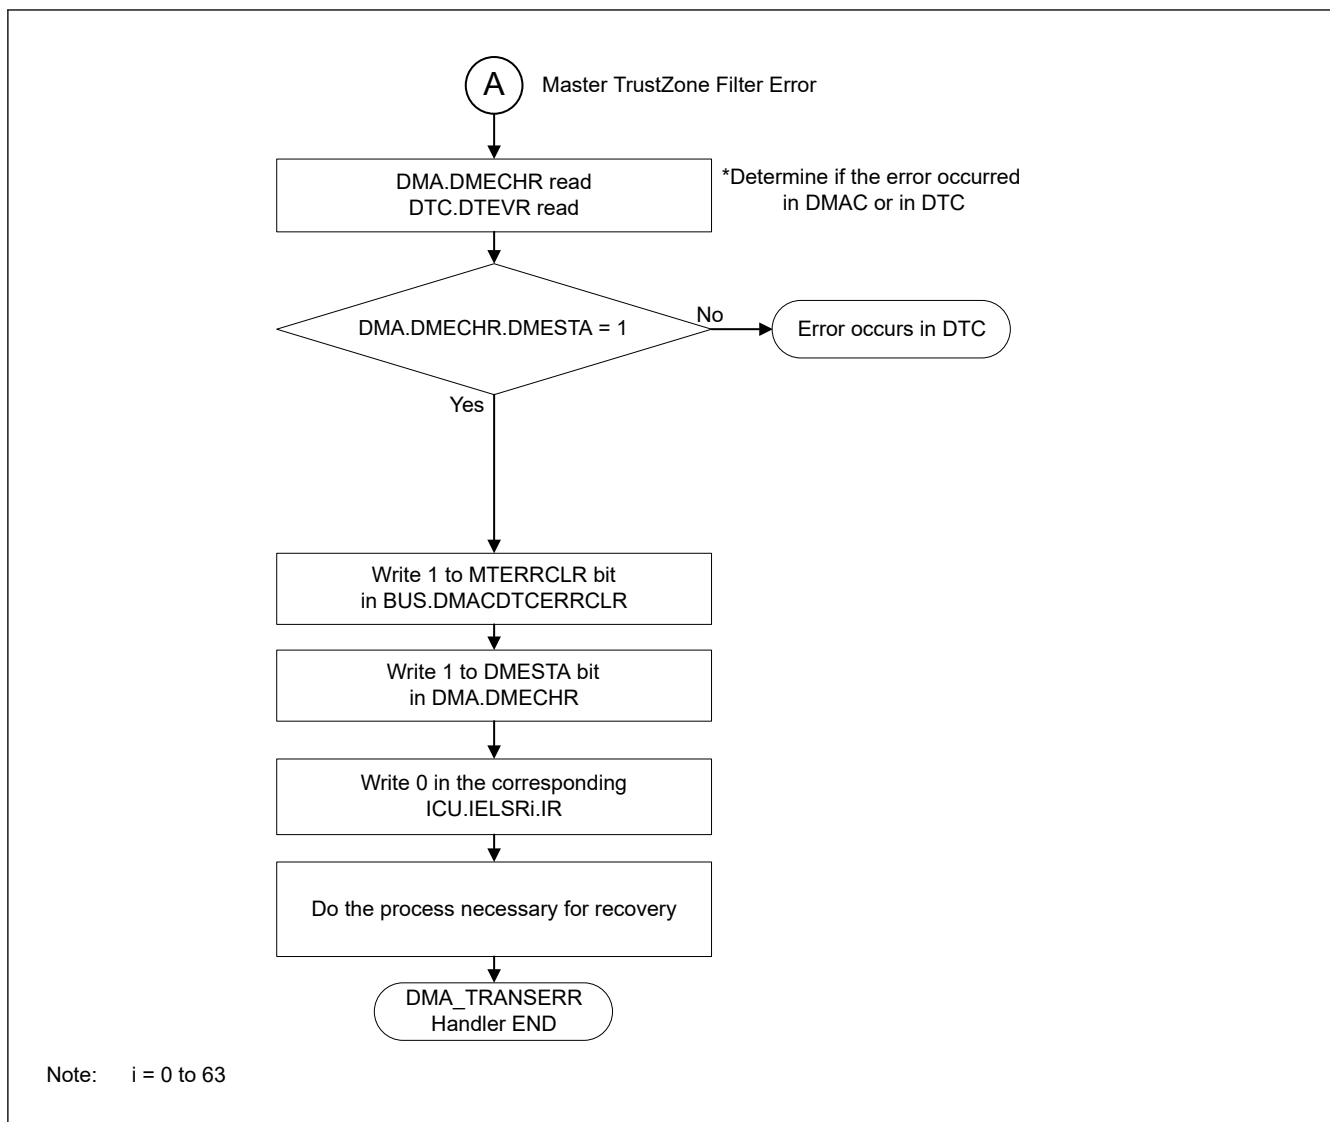 A
Master TrustZone Filter Error
DMA.DMECHR read
DTC.DTEVR read
*Determine if the error occurred
in DMAC or in DTC
DMA.DMECHR.DMESTA = 1
No
Error occurs in DTC
Yes
Write 1 to MTERRCLR bit
in BUS.DMACDTCERRCLR
Write 1 to DMESTA bit
in DMA.DMECHR
Write 0 in the corresponding
ICU.IELSRi.IR
Do the process necessary for recovery
DMA_TRANSERR
Handler END
Note: i = 0 to 63